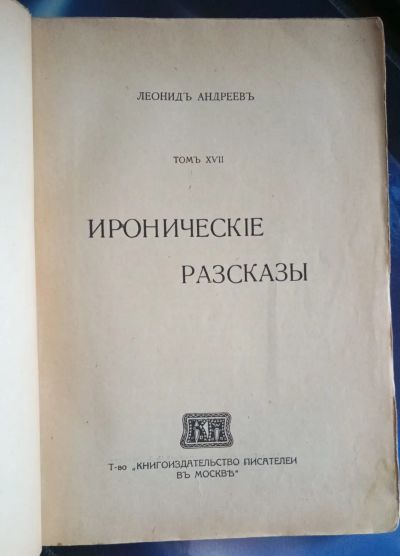 ЛЕОНИДЪ АНДРЕЕВЪ
ТОМЪ XVII
ИРОНИЧЕСКІЕ
РАЗСКАЗЫ
КП
Т-во „КНИГОИЗДАТЕЛЬСТВО ПИСАТЕЛЕЙ
ВЪ МОСКВѢ"